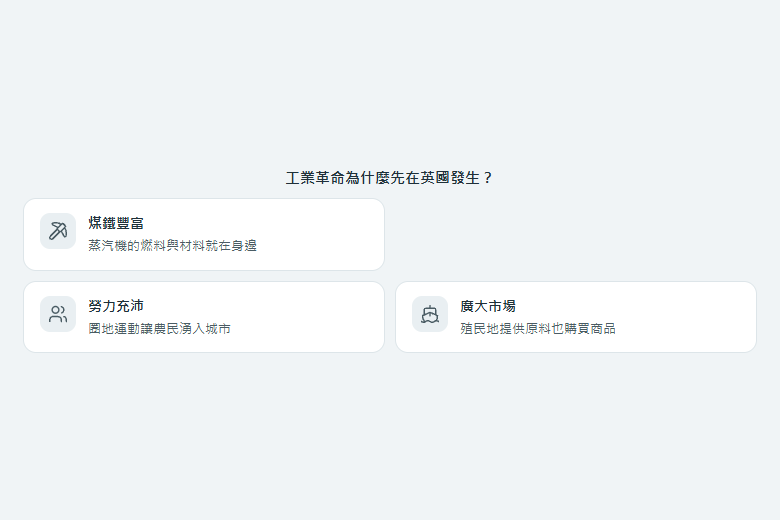 工業革命為什麼先在英國發生？
煤鐵豐富
蒸汽機的燃料與材料就在身邊
勞力充沛
圈地運動讓農民湧入城市
廣大市場
殖民地提供原料也購買商品